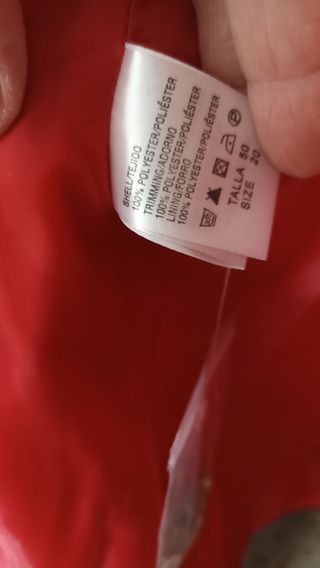 SHELL/TEJIDO
100% POLYESTER/POLIÉSTER
TRIMMING/ADORNO
100% POLYESTER/POLIÉSTER
LINING/FORRO
100% POLYESTER/POLIÉSTER
TALLA 50
SIZE 20